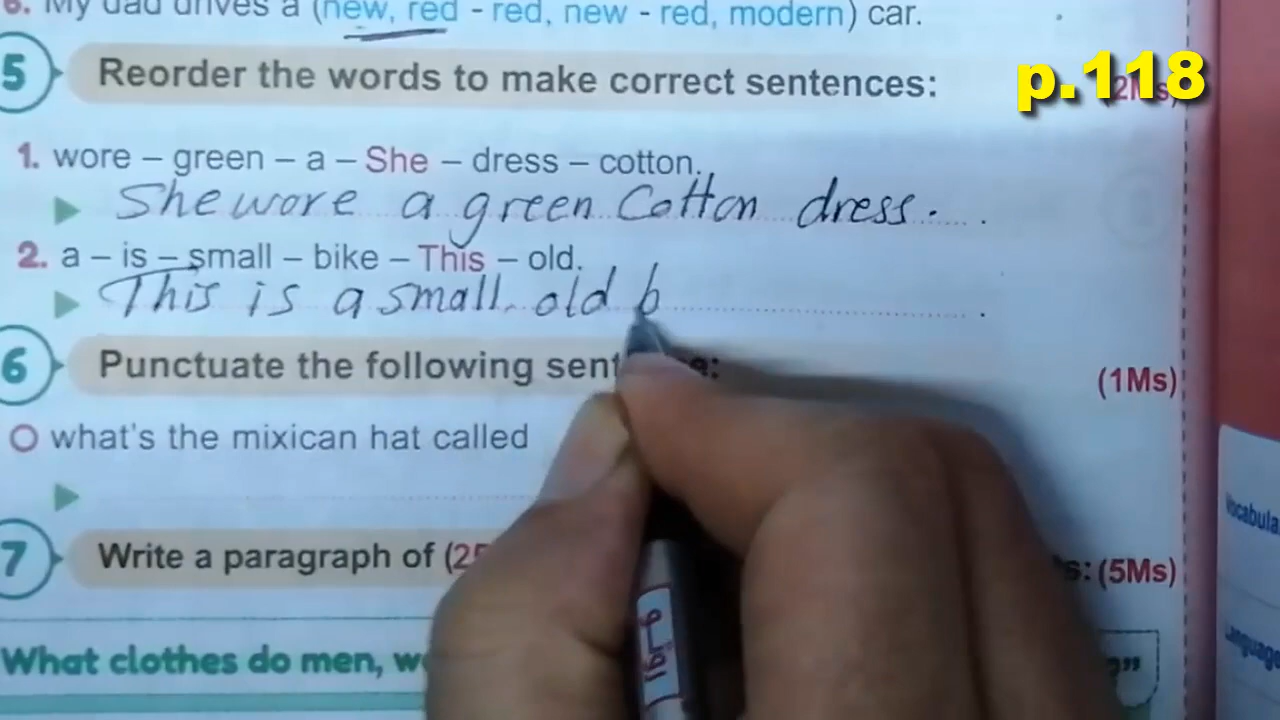 6. My dad drives a (new, red - red, new - red, modern) car.
p.118
5 Reorder the words to make correct sentences:
1. wore – green – a – She – dress – cotton.
She wore a green Cotton dress.
2. a – is – small – bike – This – old.
This is a small, old b
6 Punctuate the following (1Ms)
what's the mixican hat called
7 Write a paragraph of (5Ms)
What clothes do men,